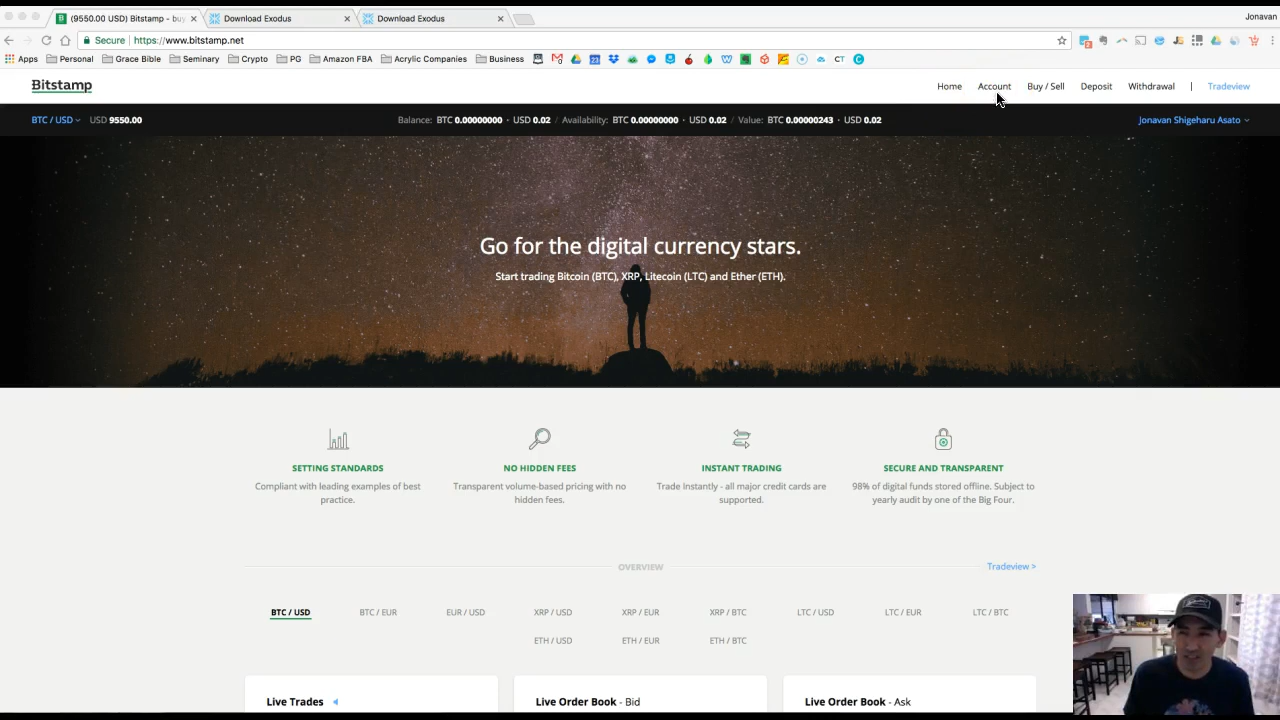 (9550.00 USD) Bitstamp - buy
Download Exodus
Download Exodus
Jonavan
Secure
https://www.bitstamp.net
Apps
Personal
Grace Bible
Seminary
Crypto
PG
Amazon FBA
Acrylic Companies
Business
CT
Bitstamp
Home
Account
Buy / Sell
Deposit
Withdrawal
|
Tradeview
BTC / USD
USD 9550.00
Balance: BTC 0.00000000 · USD 0.02 / Availability: BTC 0.00000000 · USD 0.02 / Value: BTC 0.00000243 · USD 0.02
Jonavan Shigeharu Asato
Go for the digital currency stars.
Start trading Bitcoin (BTC), XRP, Litecoin (LTC) and Ether (ETH).
SETTING STANDARDS
Compliant with leading examples of best
practice.
NO HIDDEN FEES
Transparent volume-based pricing with no
hidden fees.
INSTANT TRADING
Trade instantly - all major credit cards are
supported.
SECURE AND TRANSPARENT
98% of digital funds stored offline. Subject to
yearly audit by one of the Big Four.
OVERVIEW
Tradeview >
BTC / USD
BTC / EUR
EUR / USD
XRP / USD
XRP / EUR
XRP / BTC
LTC / USD
LTC / EUR
LTC / BTC
ETH / USD
ETH / EUR
ETH / BTC
Live Trades
Live Order Book - Bid
Live Order Book - Ask